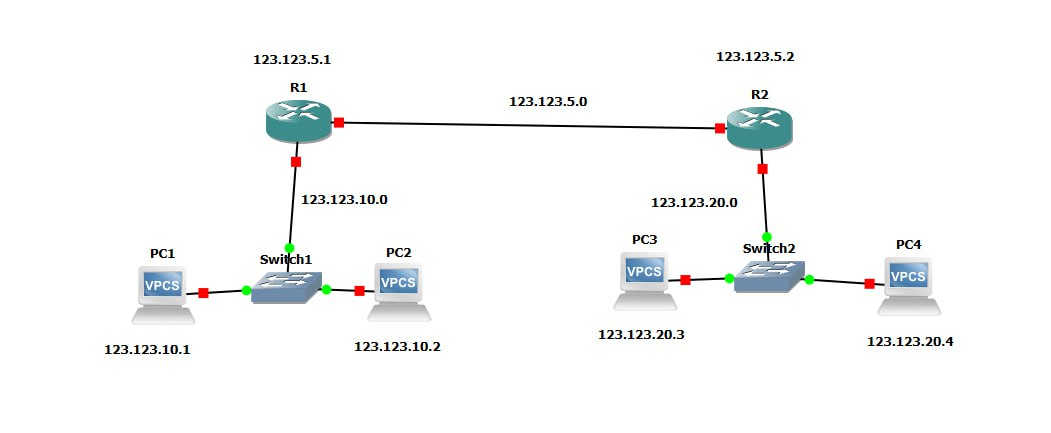 123.123.5.1
123.123.5.2
R1
R2
123.123.5.0
123.123.10.0
123.123.20.0
PC1
Switch1
PC2
PC3
Switch2
PC4
VPCS
VPCS
VPCS
VPCS
123.123.10.1
123.123.10.2
123.123.20.3
123.123.20.4